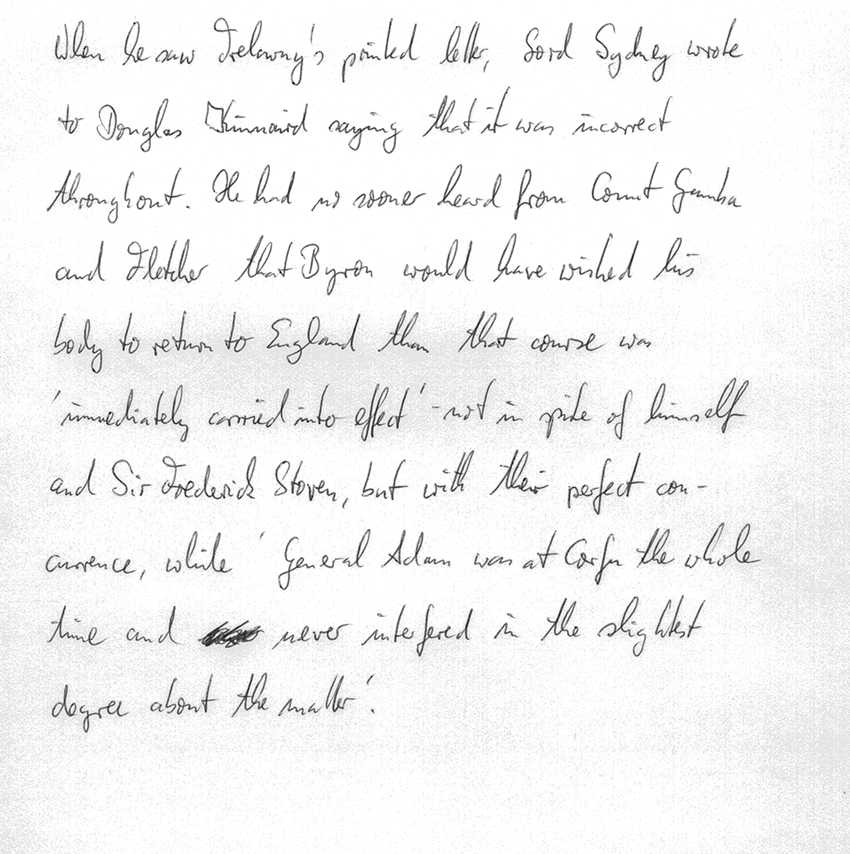 When he saw Trelawny's printed letter, Lord Sydney wrote
to Douglas Kinnaird saying that it was incorrect
throughout. He had no sooner heard from Count Gamba
and Fletcher that Byron would have wished his
body to return to England than that course was
'immediately carried into effect' - not in spite of himself
and Sir Frederick Stoven, but with their perfect con-
currence, while 'General Adam was at Corfu the whole
time and never interfered in the slightest
degree about the matter'.